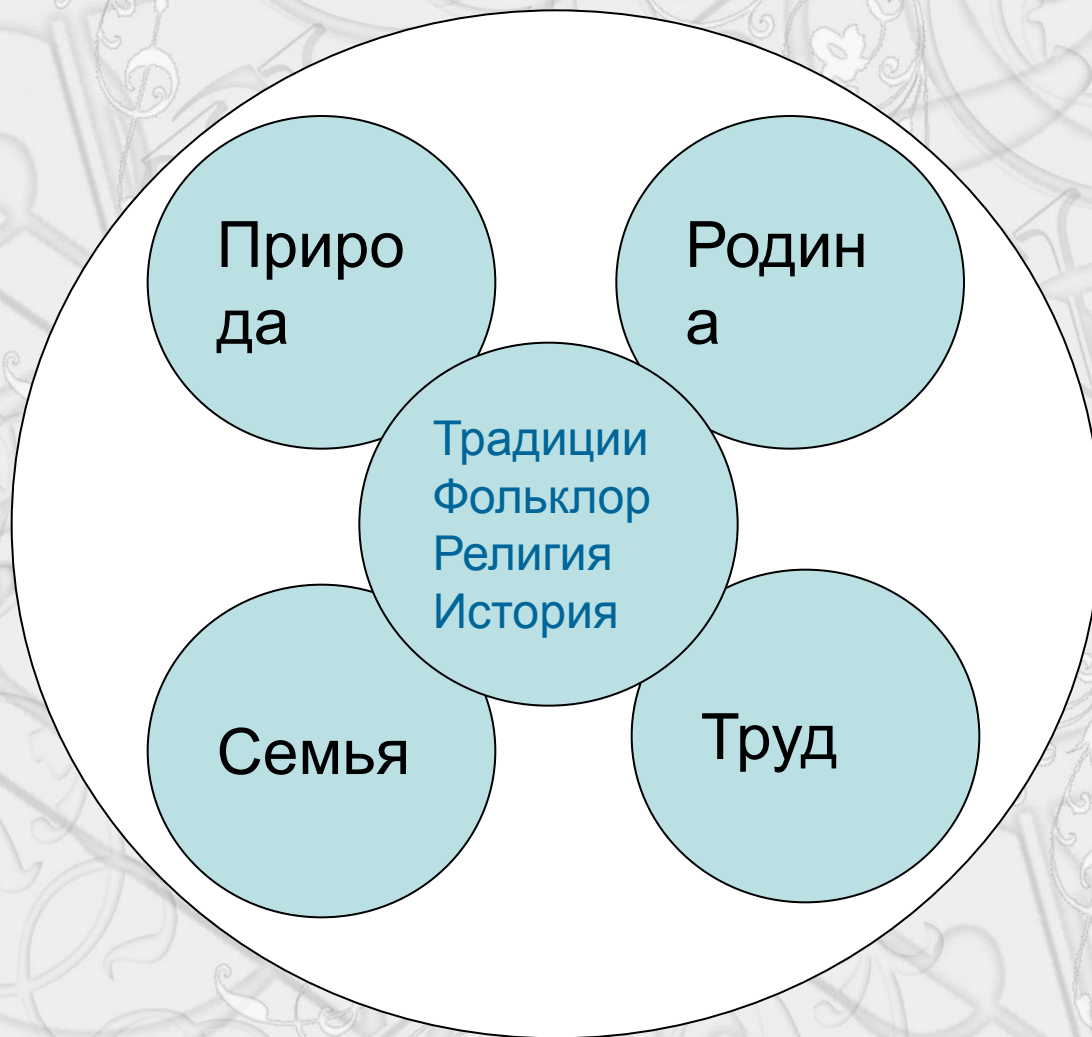 Приро
да
Родин
а
Традиции
Фольклор
Религия
История
Семья
Труд